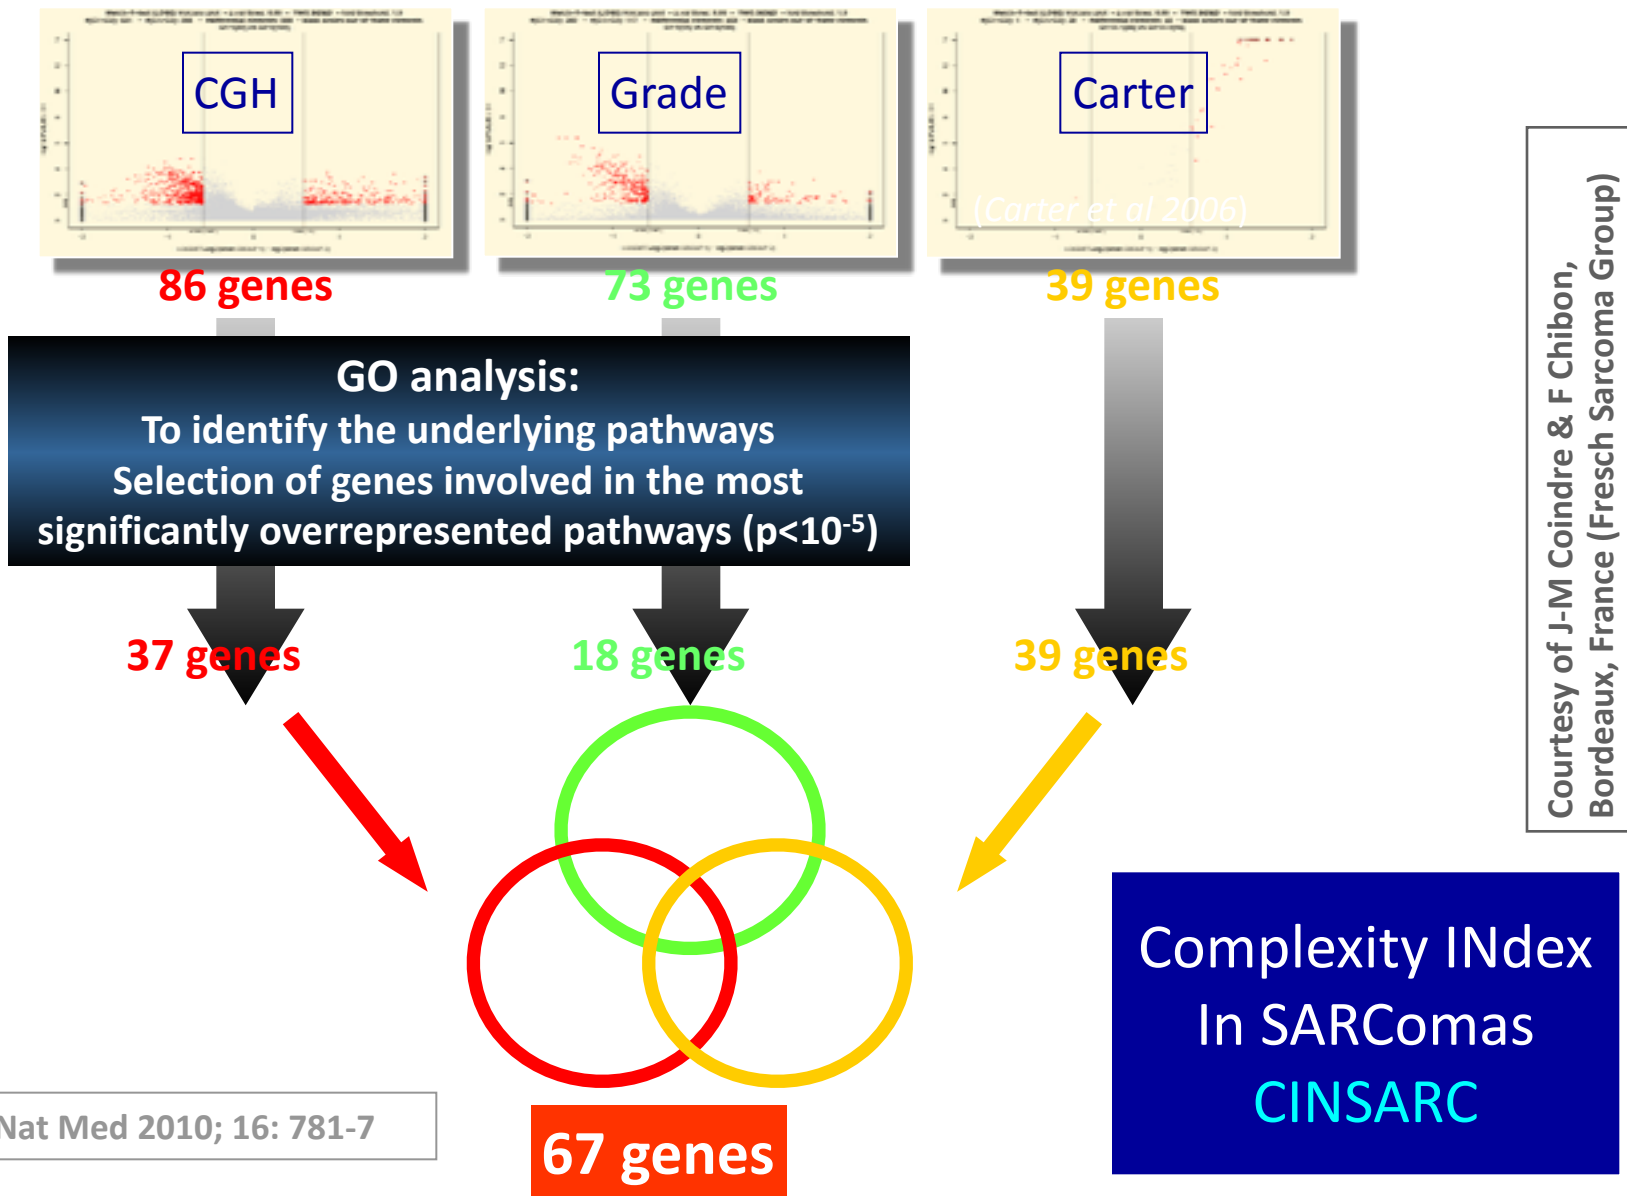 CGH
Grade
Carter
(Carter et al 2006)
86 genes
73 genes
39 genes
GO analysis:
To identify the underlying pathways
Selection of genes involved in the most
significantly overrepresented pathways (p<10⁻⁵)
37 genes
18 genes
39 genes
67 genes
Complexity INdex
In SARComas
CINSARC
Nat Med 2010; 16: 781-7
Courtesy of J-M Coindre & F Chibon,
Bordeaux, France (Fresch Sarcoma Group)